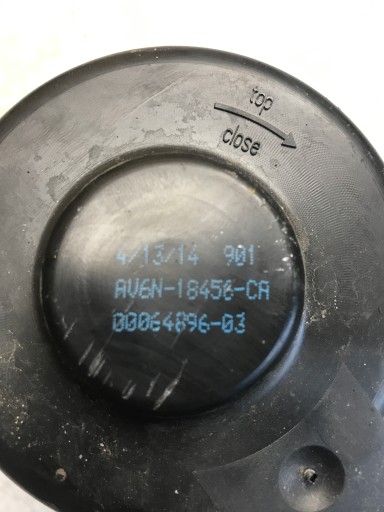 top
close
4/13/14 901
AV6N-18456-CA
00064896-03